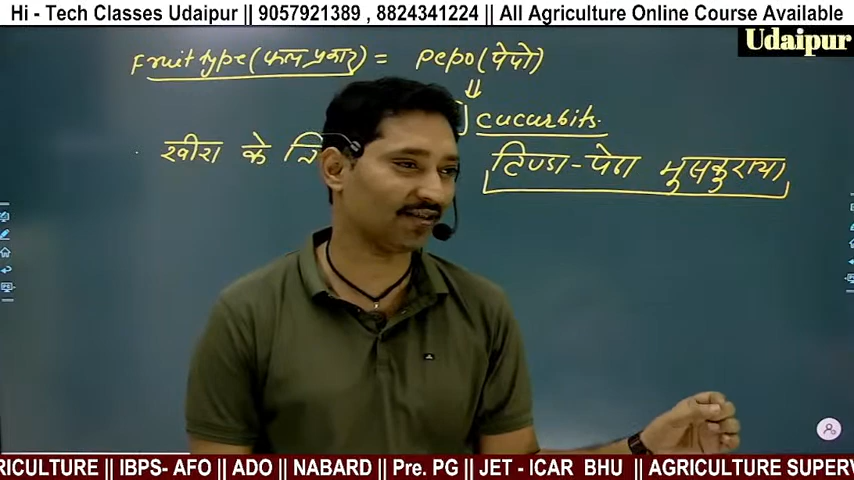 Hi - Tech Classes Udaipur || 9057921389 , 8824341224 || All Agriculture Online Course Available
Udaipur
Fruit type (फल प्रकार) = pepo (पेपो)
⇓
cucurbits.
खीरा के
टिण्डा - पेठा मुसकुराया
RICULTURE || IBPS- AFO || ADO || NABARD || Pre. PG || JET - ICAR BHU || AGRICULTURE SUPERV